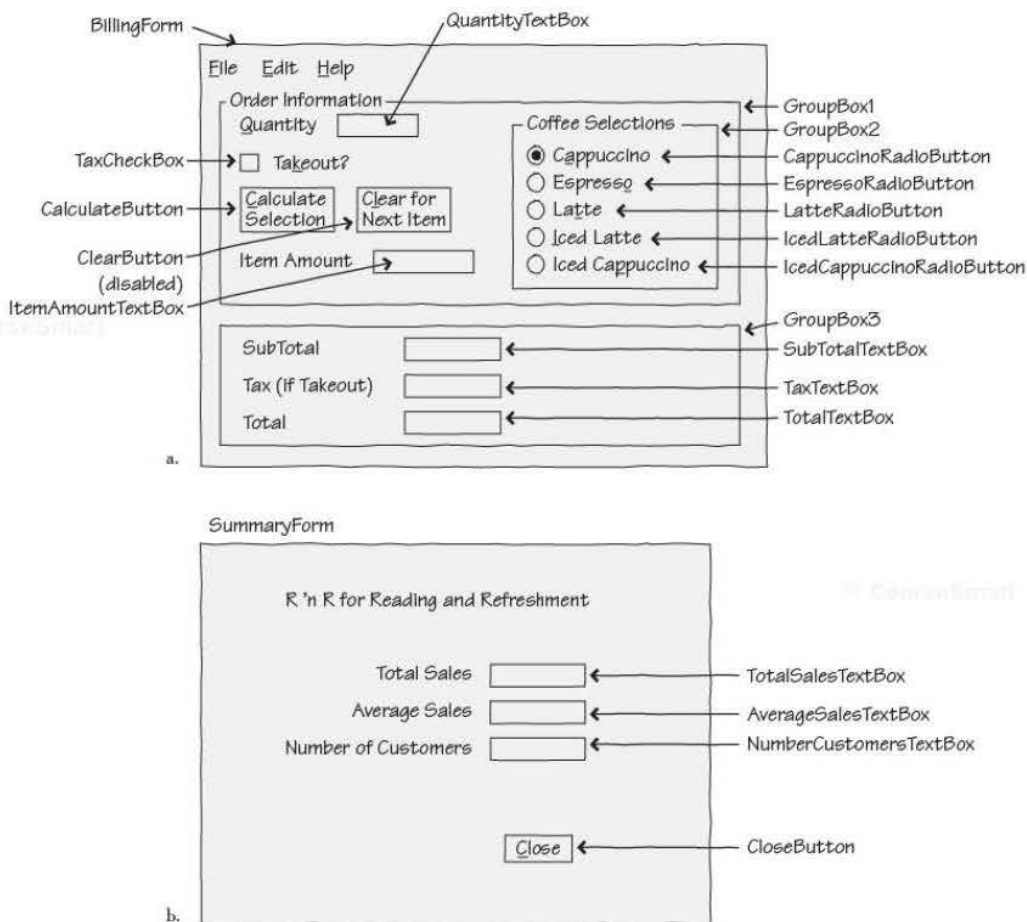 BillingForm
QuantityTextBox
File Edit Help
Order Information
GroupBox1
Quantity
Coffee Selections
GroupBox2
TaxCheckBox
Takeout?
Cappuccino
CappuccinoRadioButton
Espresso
EspressoRadioButton
CalculateButton
Calculate Selection
Clear for Next Item
Latte
LatteRadioButton
Iced Latte
IcedLatteRadioButton
ClearButton
(disabled)
Item Amount
Iced Cappuccino
IcedCappuccinoRadioButton
ItemAmountTextBox
GroupBox3
SubTotal
SubTotalTextBox
Tax (if Takeout)
TaxTextBox
Total
TotalTextBox
a.
SummaryForm
R 'n R for Reading and Refreshment
CourseSmart
Total Sales
TotalSalesTextBox
Average Sales
AverageSalesTextBox
Number of Customers
NumberCustomersTextBox
Close
CloseButton
b.